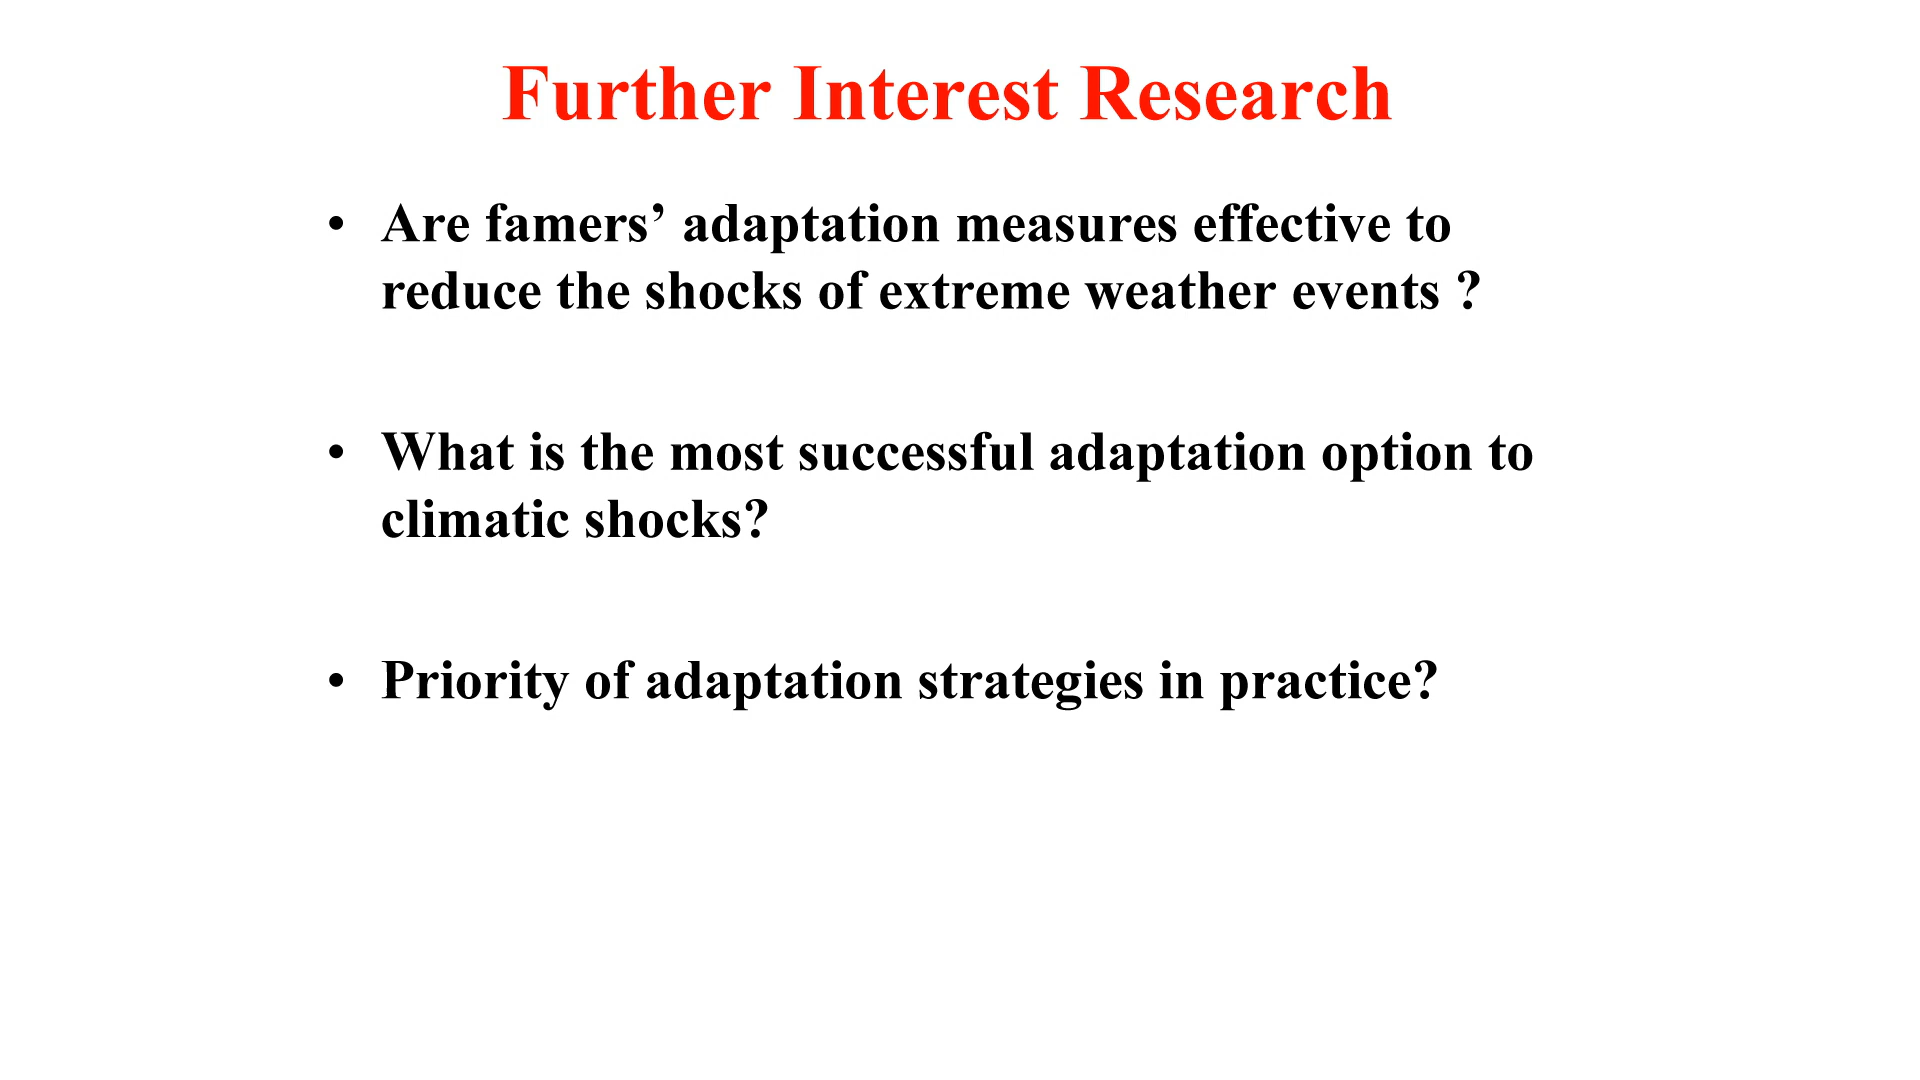 Further Interest Research
• Are famers’ adaptation measures effective to
reduce the shocks of extreme weather events ?
• What is the most successful adaptation option to
climatic shocks?
• Priority of adaptation strategies in practice?